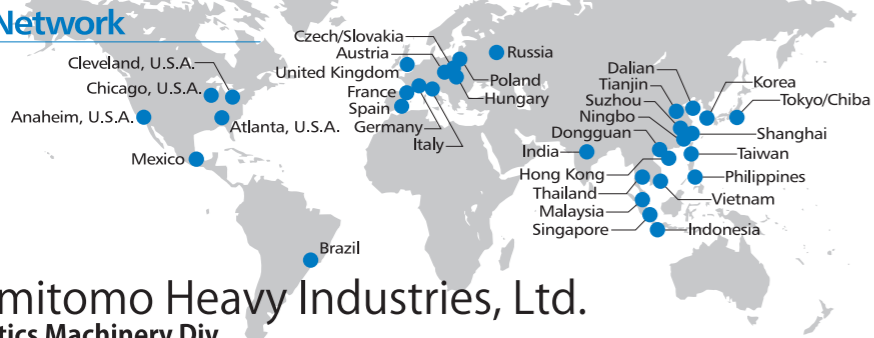 Network
Czech/Slovakia
Austria
United Kingdom
France
Spain
Germany
Italy
Russia
Poland
Hungary
Cleveland, U.S.A.
Chicago, U.S.A.
Anaheim, U.S.A.
Atlanta, U.S.A.
Mexico
Brazil
Dalian
Tianjin
Suzhou
Ningbo
Dongguan
India
Hong Kong
Thailand
Malaysia
Singapore
Korea
Tokyo/Chiba
Shanghai
Taiwan
Philippines
Vietnam
Indonesia
mitomo Heavy Industries, Ltd.
tics Machinery Div